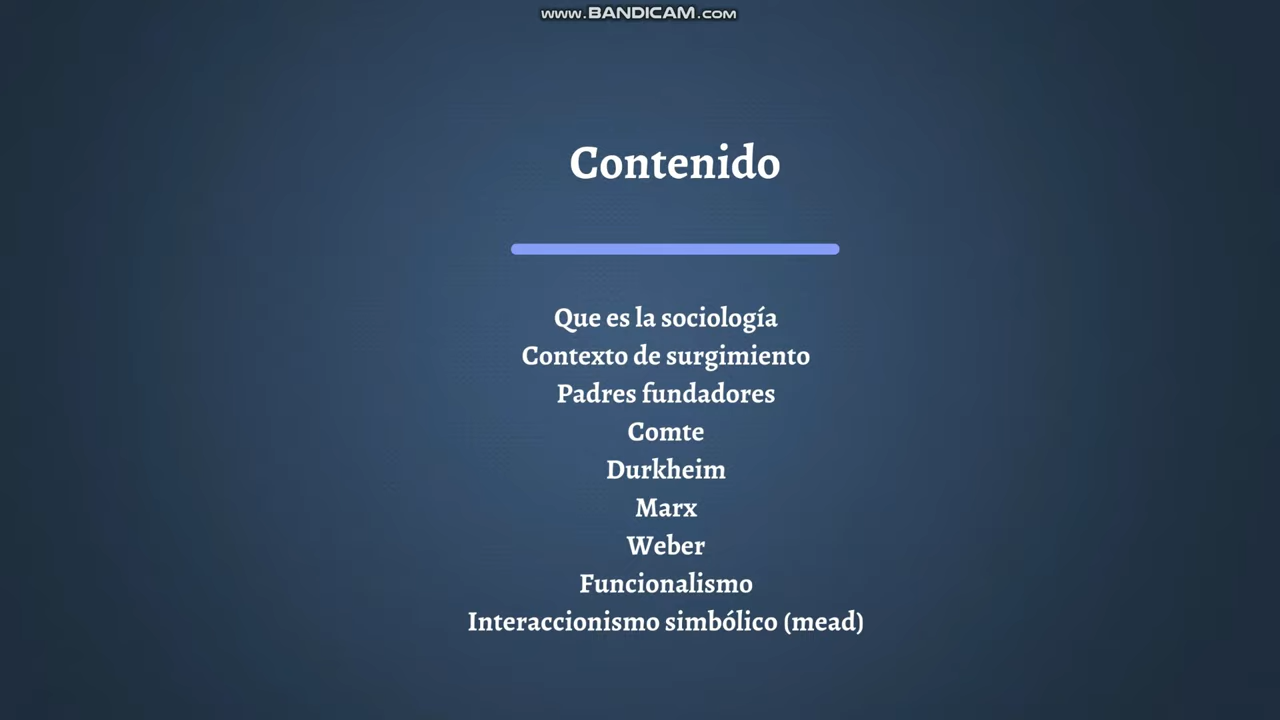 www.BANDICAM.com
Contenido
Que es la sociología
Contexto de surgimiento
Padres fundadores
Comte
Durkheim
Marx
Weber
Funcionalismo
Interaccionismo simbólico (mead)